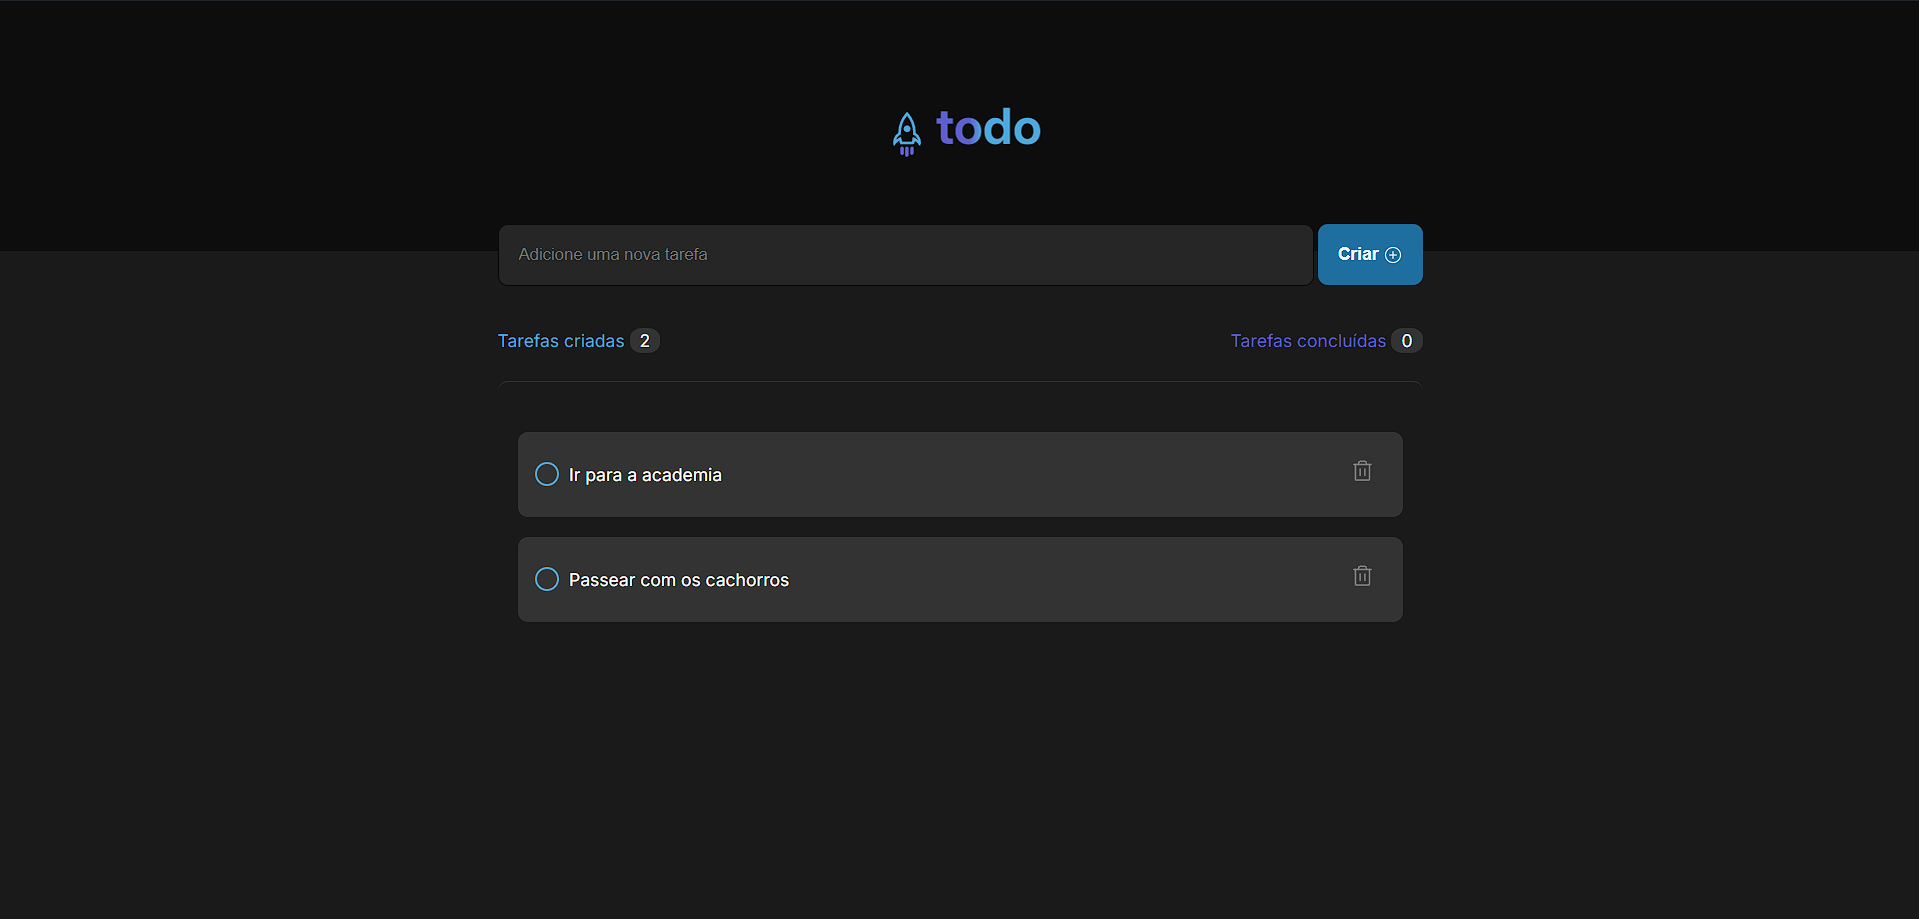 todo
Adicione uma nova tarefa
Criar
Tarefas criadas 2
Tarefas concluídas 0
Ir para a academia
Passear com os cachorros